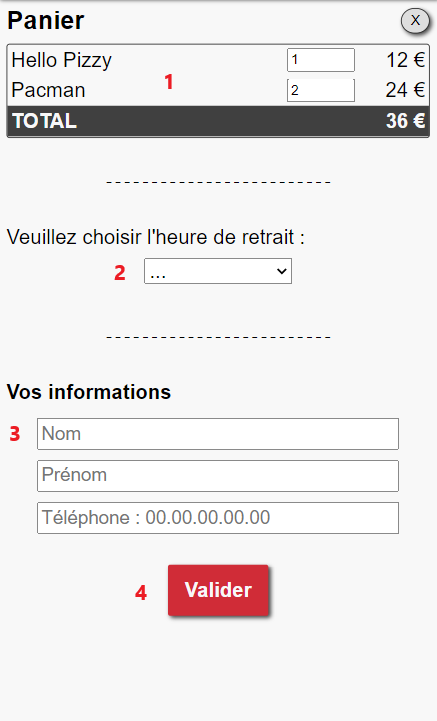 Panier X
Hello Pizzy 1 12 €
1
Pacman 2 24 €
TOTAL 36 €
-------------------------
Veuillez choisir l'heure de retrait :
2 ...
-------------------------
Vos informations
3 Nom
Prénom
Téléphone : 00.00.00.00.00
4 Valider